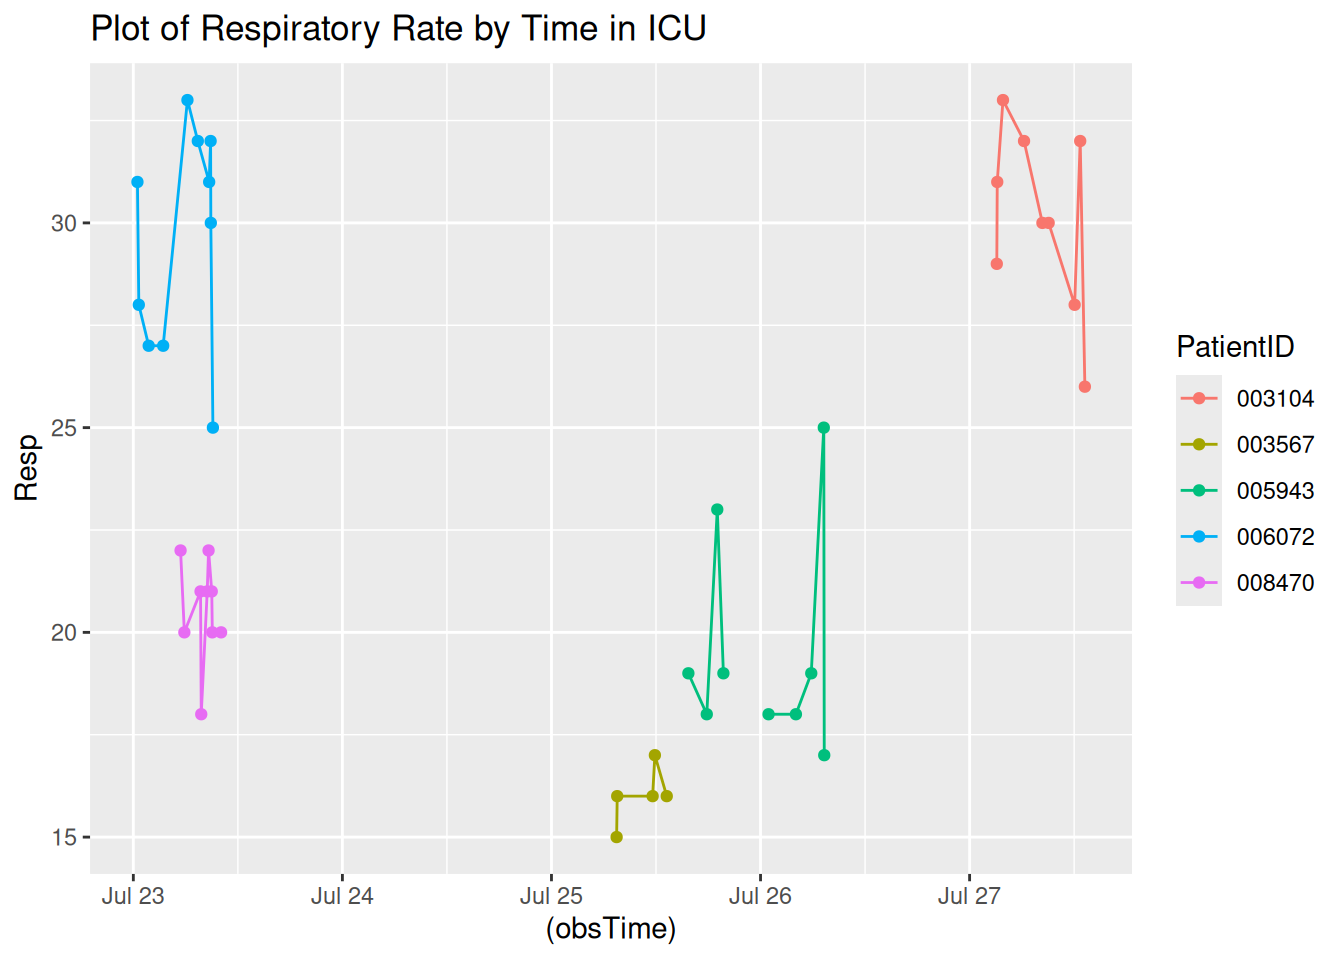 Plot of Respiratory Rate by Time in ICU
Resp
30
25
20
15
Jul 23 Jul 24 Jul 25 Jul 26 Jul 27
(obsTime)
PatientID
003104
003567
005943
006072
008470